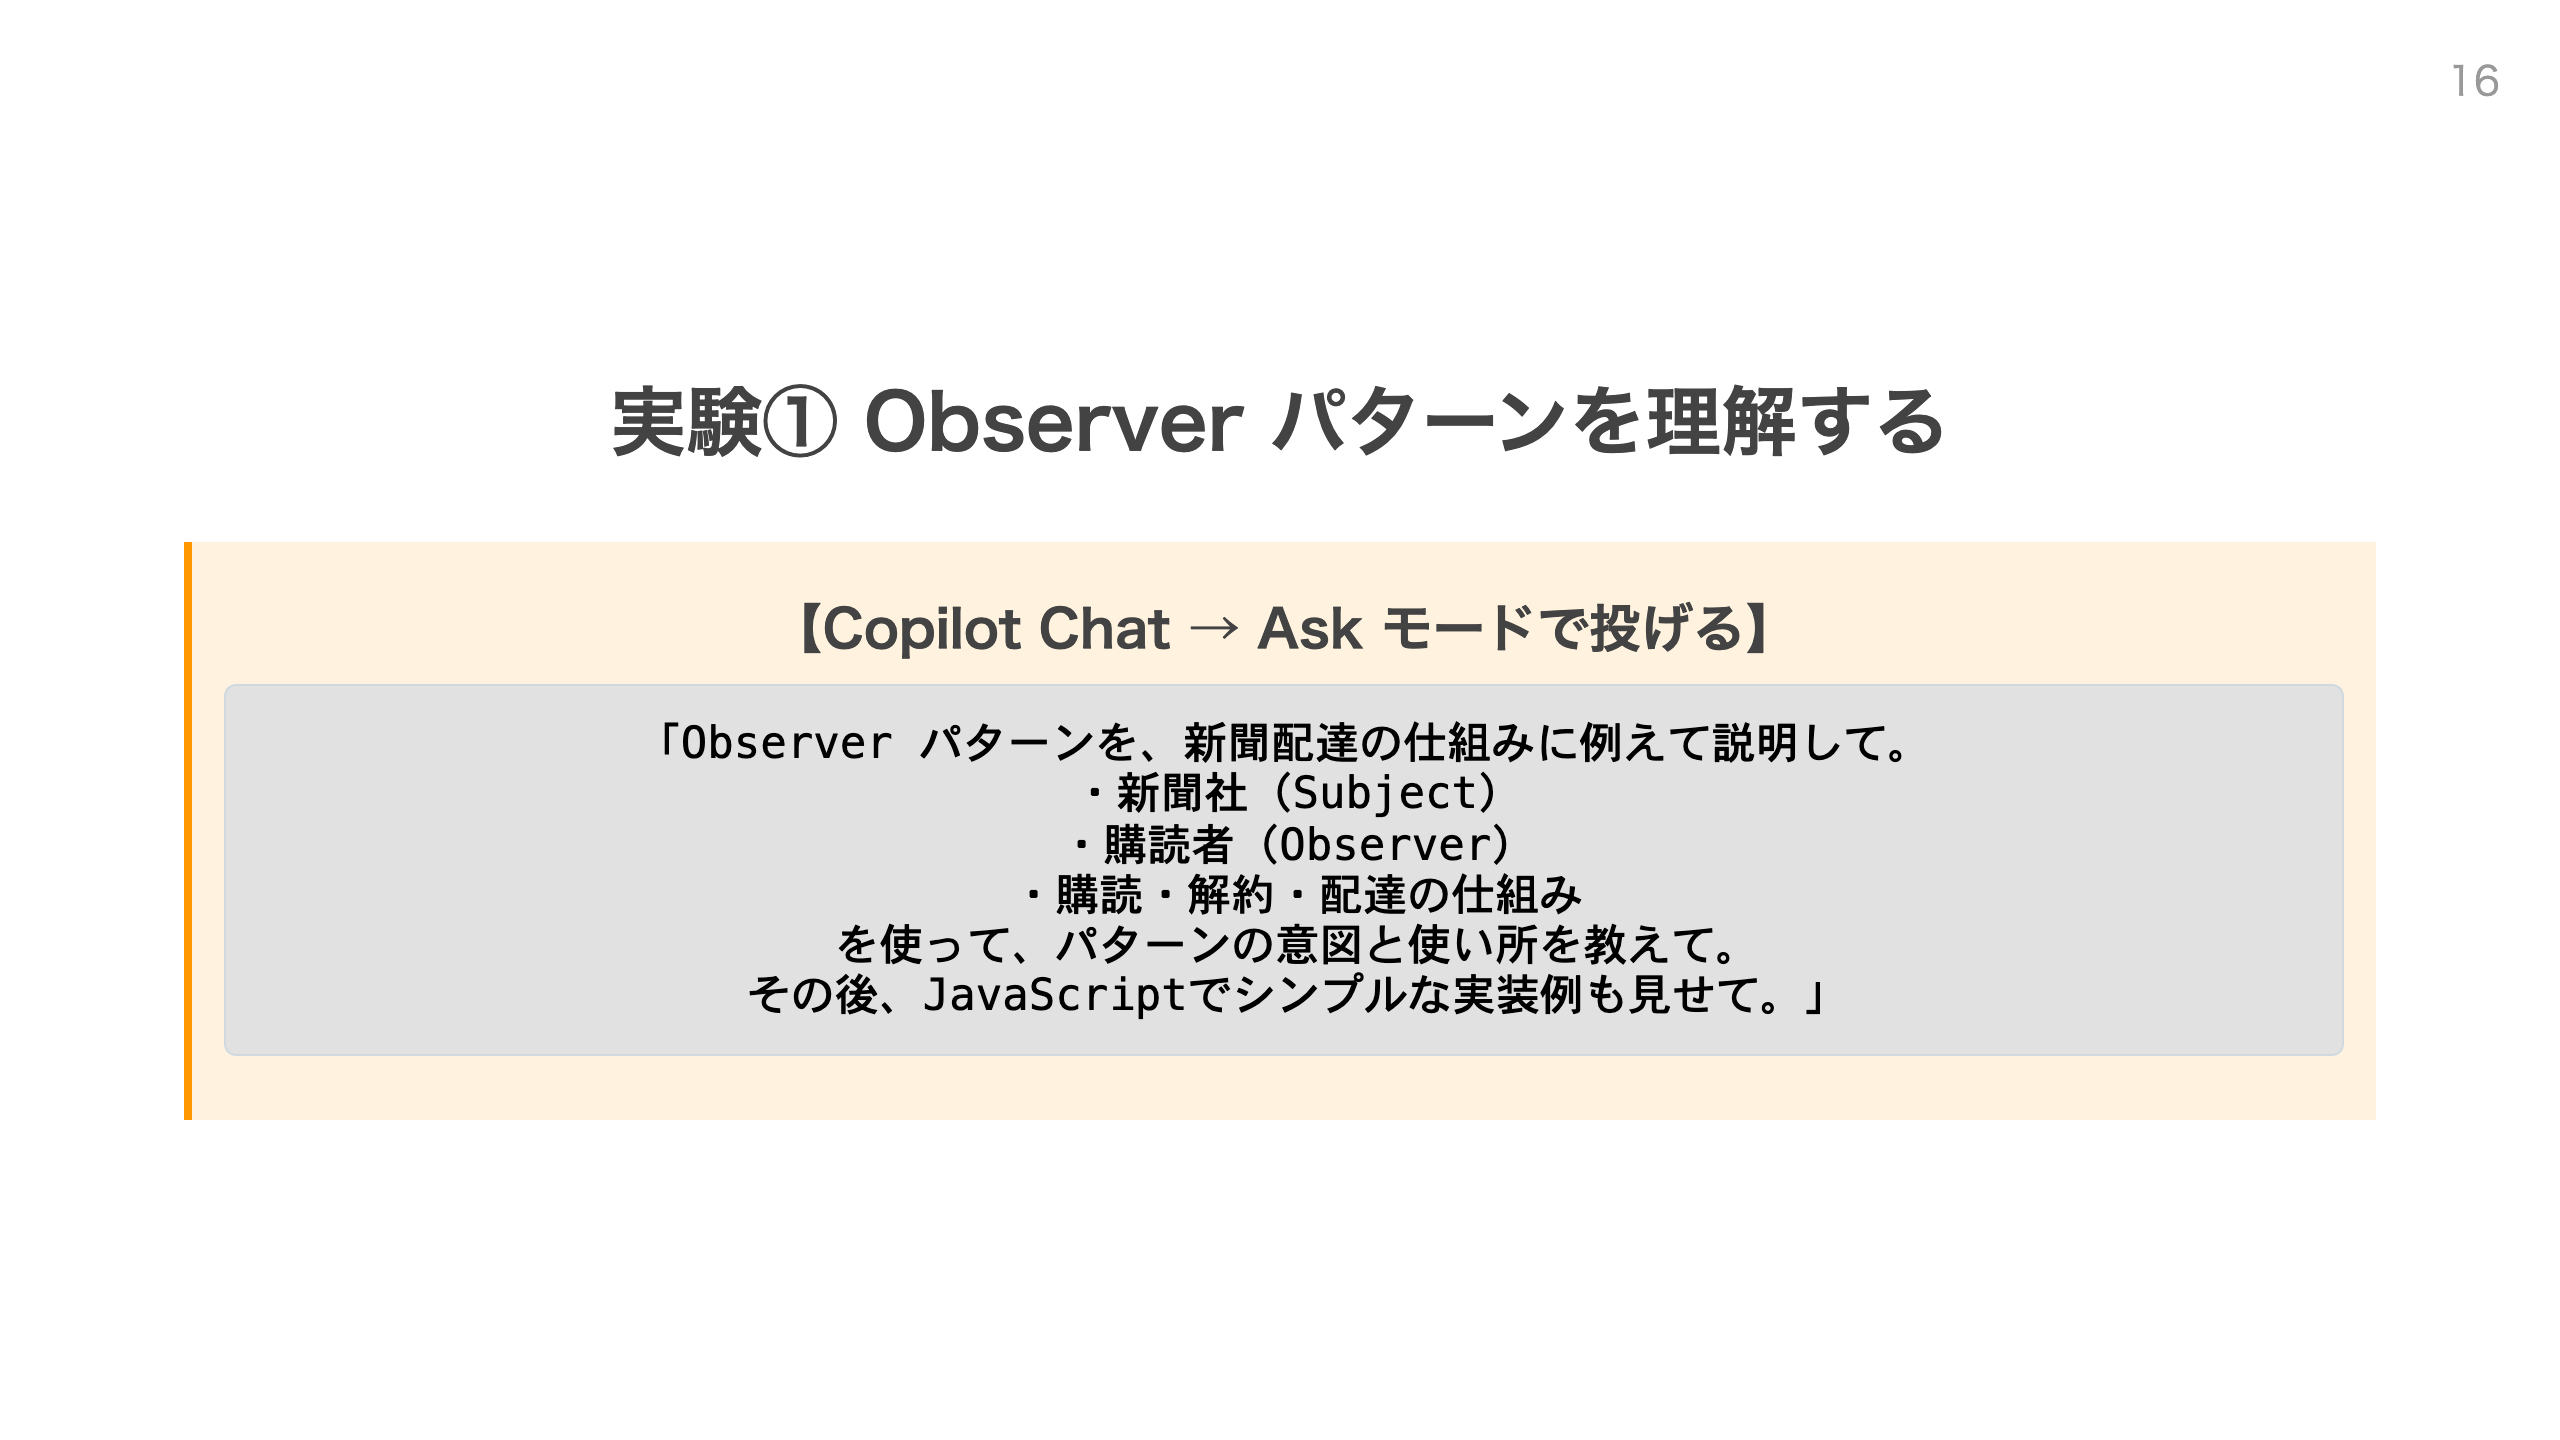 16
実験① Observer パターンを理解する
【Copilot Chat → Ask モードで投げる】
「Observer パターンを、新聞配達の仕組みに例えて説明して。
・新聞社（Subject）
・購読者（Observer）
・購読・解約・配達の仕組み
を使って、パターンの意図と使い所を教えて。
その後、JavaScriptでシンプルな実装例も見せて。」